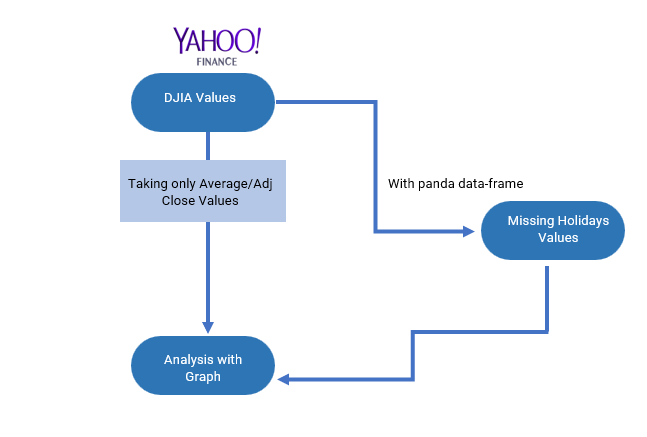 YAHOO!
FINANCE
DJIA Values
Taking only Average/Adj
Close Values
With panda data-frame
Missing Holidays
Values
Analysis with
Graph